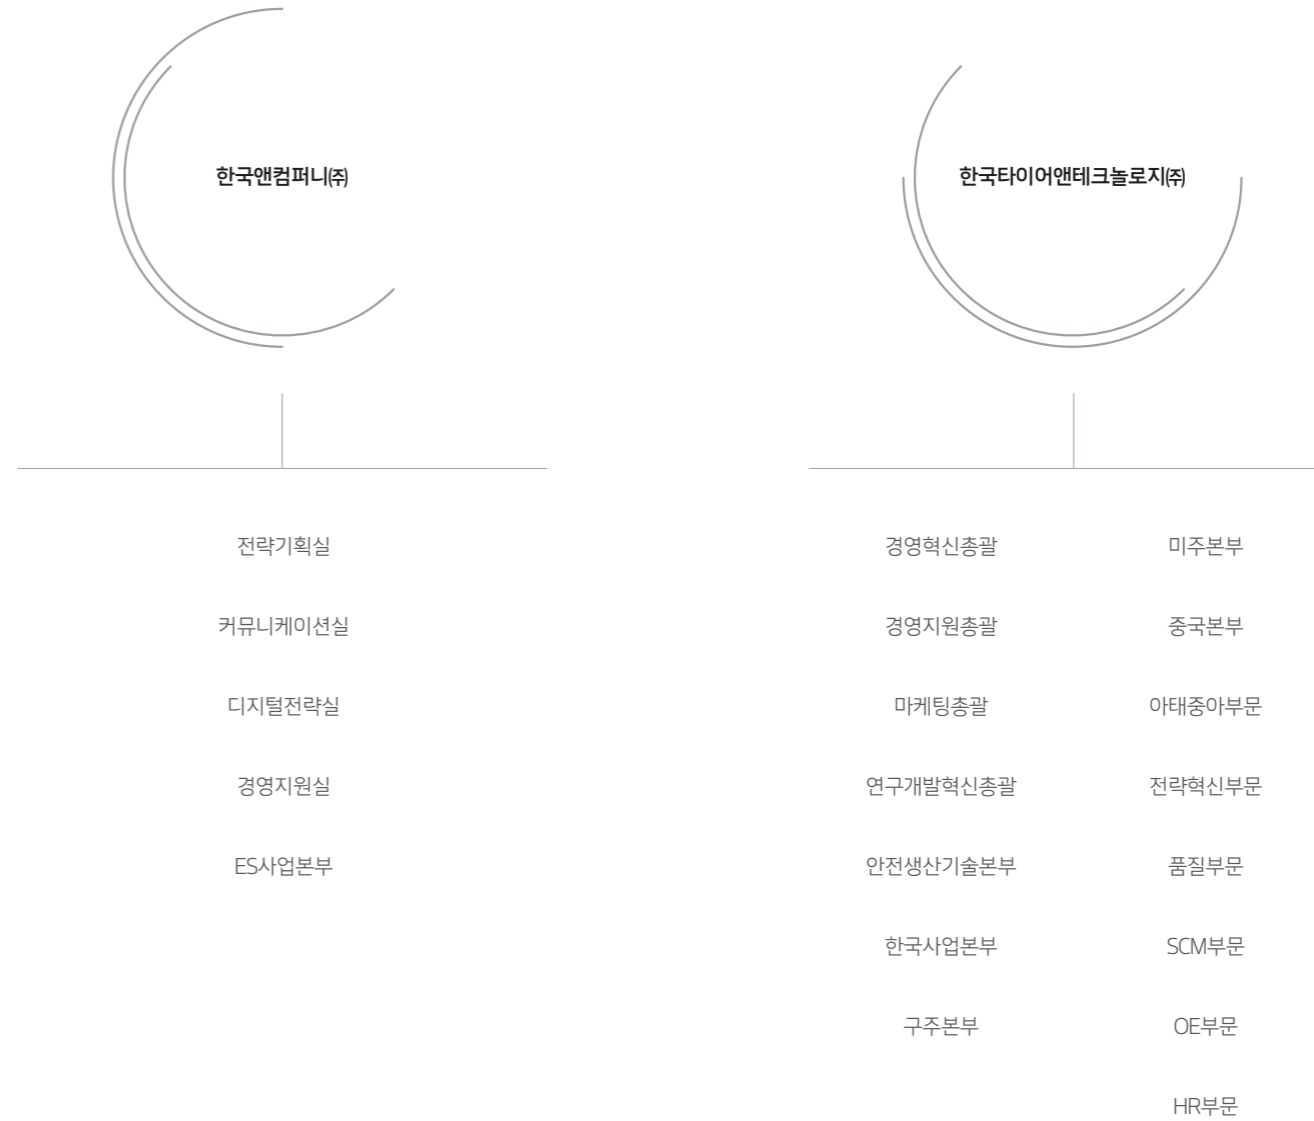 한국앤컴퍼니㈜
전략기획실
커뮤니케이션실
디지털전략실
경영지원실
ES사업본부
한국타이어앤테크놀로지㈜
경영혁신총괄
경영지원총괄
마케팅총괄
연구개발혁신총괄
안전생산기술본부
한국사업본부
구주본부
미주본부
중국본부
아태중아부문
전략혁신부문
품질부문
SCM부문
OE부문
HR부문